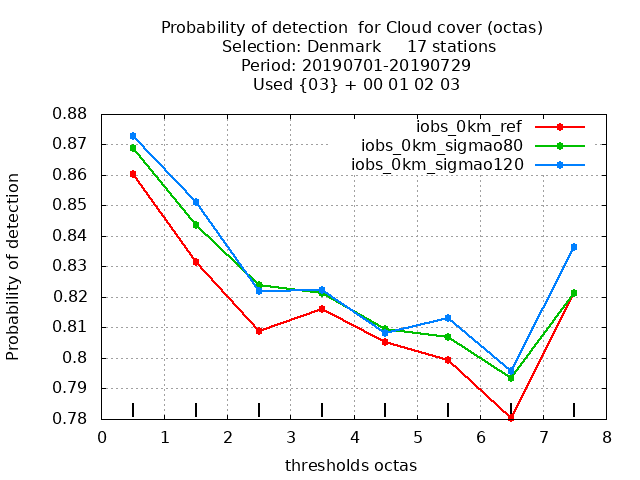 Probability of detection  for Cloud cover (octas)
Selection: Denmark     17 stations
Period: 20190701-20190729
Used {03} + 00 01 02 03
iobs_0km_ref
iobs_0km_sigmao80
iobs_0km_sigmao120
Probability of detection
0.88
0.87
0.86
0.85
0.84
0.83
0.82
0.81
0.8
0.79
0.78
0 1 2 3 4 5 6 7 8
thresholds octas